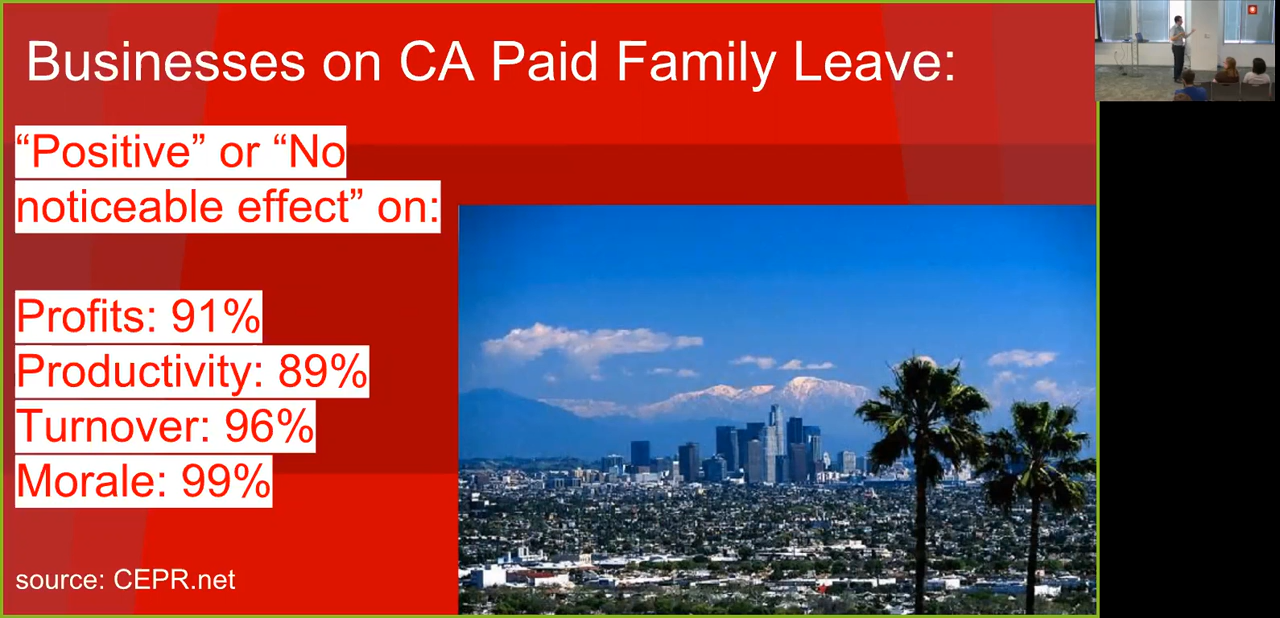 Businesses on CA Paid Family Leave:
“Positive” or “No
noticeable effect” on:
Profits: 91%
Productivity: 89%
Turnover: 96%
Morale: 99%
source: CEPR.net